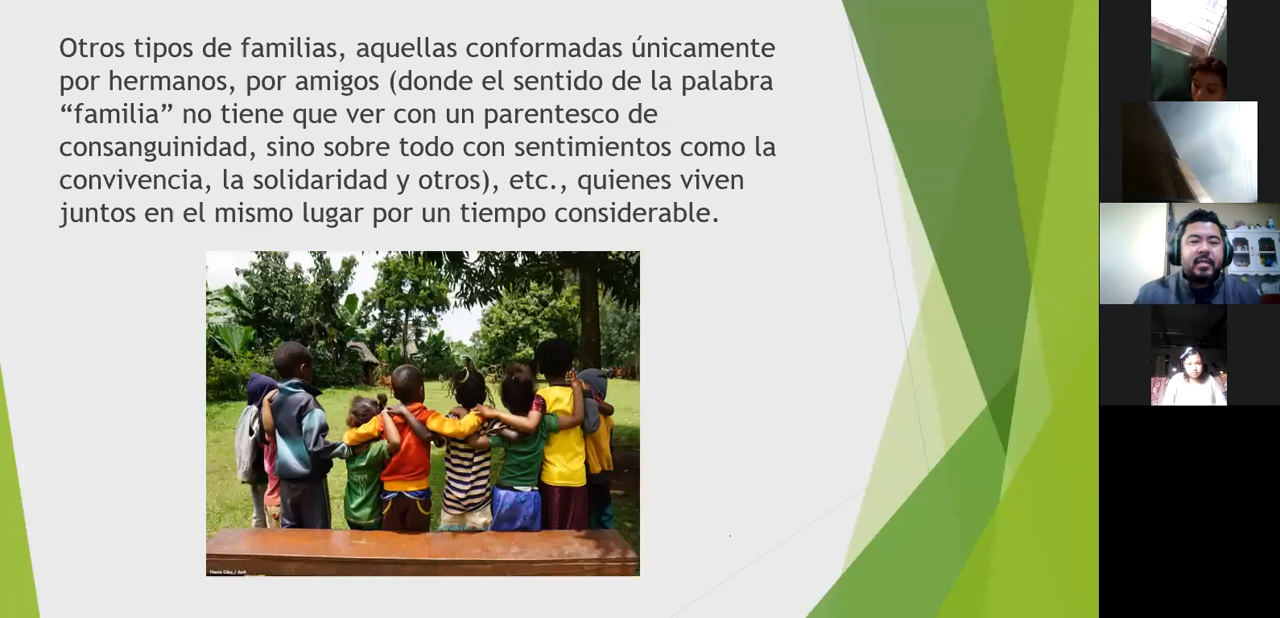 Otros tipos de familias, aquellas conformadas únicamente
por hermanos, por amigos (donde el sentido de la palabra
“familia” no tiene que ver con un parentesco de
consanguinidad, sino sobre todo con sentimientos como la
convivencia, la solidaridad y otros), etc., quienes viven
juntos en el mismo lugar por un tiempo considerable.